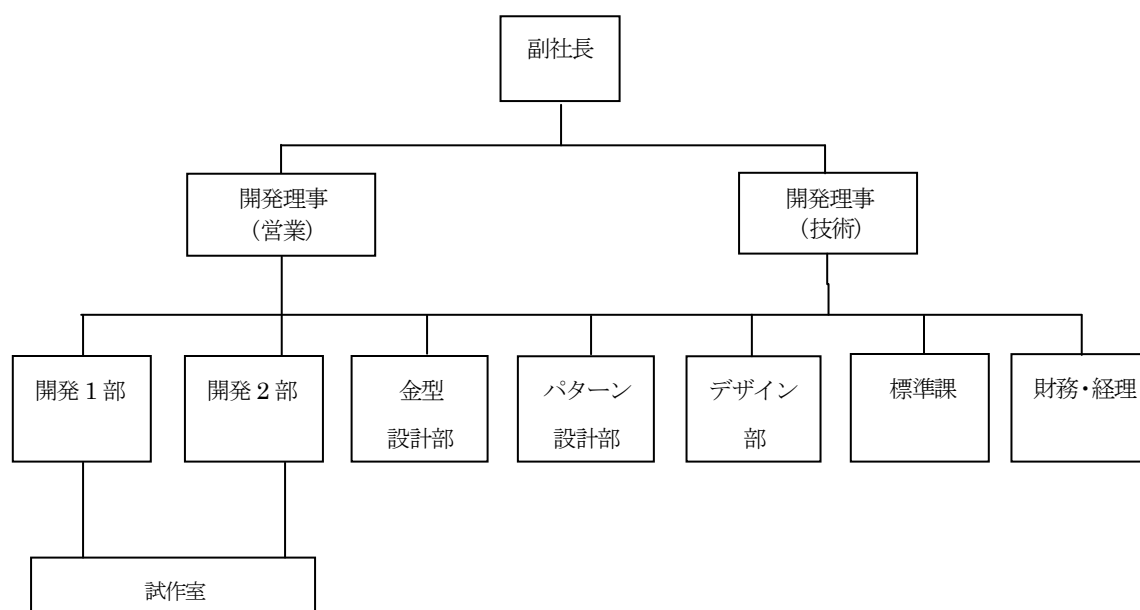 副社長
開発理事
（営業）
開発理事
（技術）
開発１部
開発２部
金型
設計部
パターン
設計部
デザイン
部
標準課
財務・経理
試作室